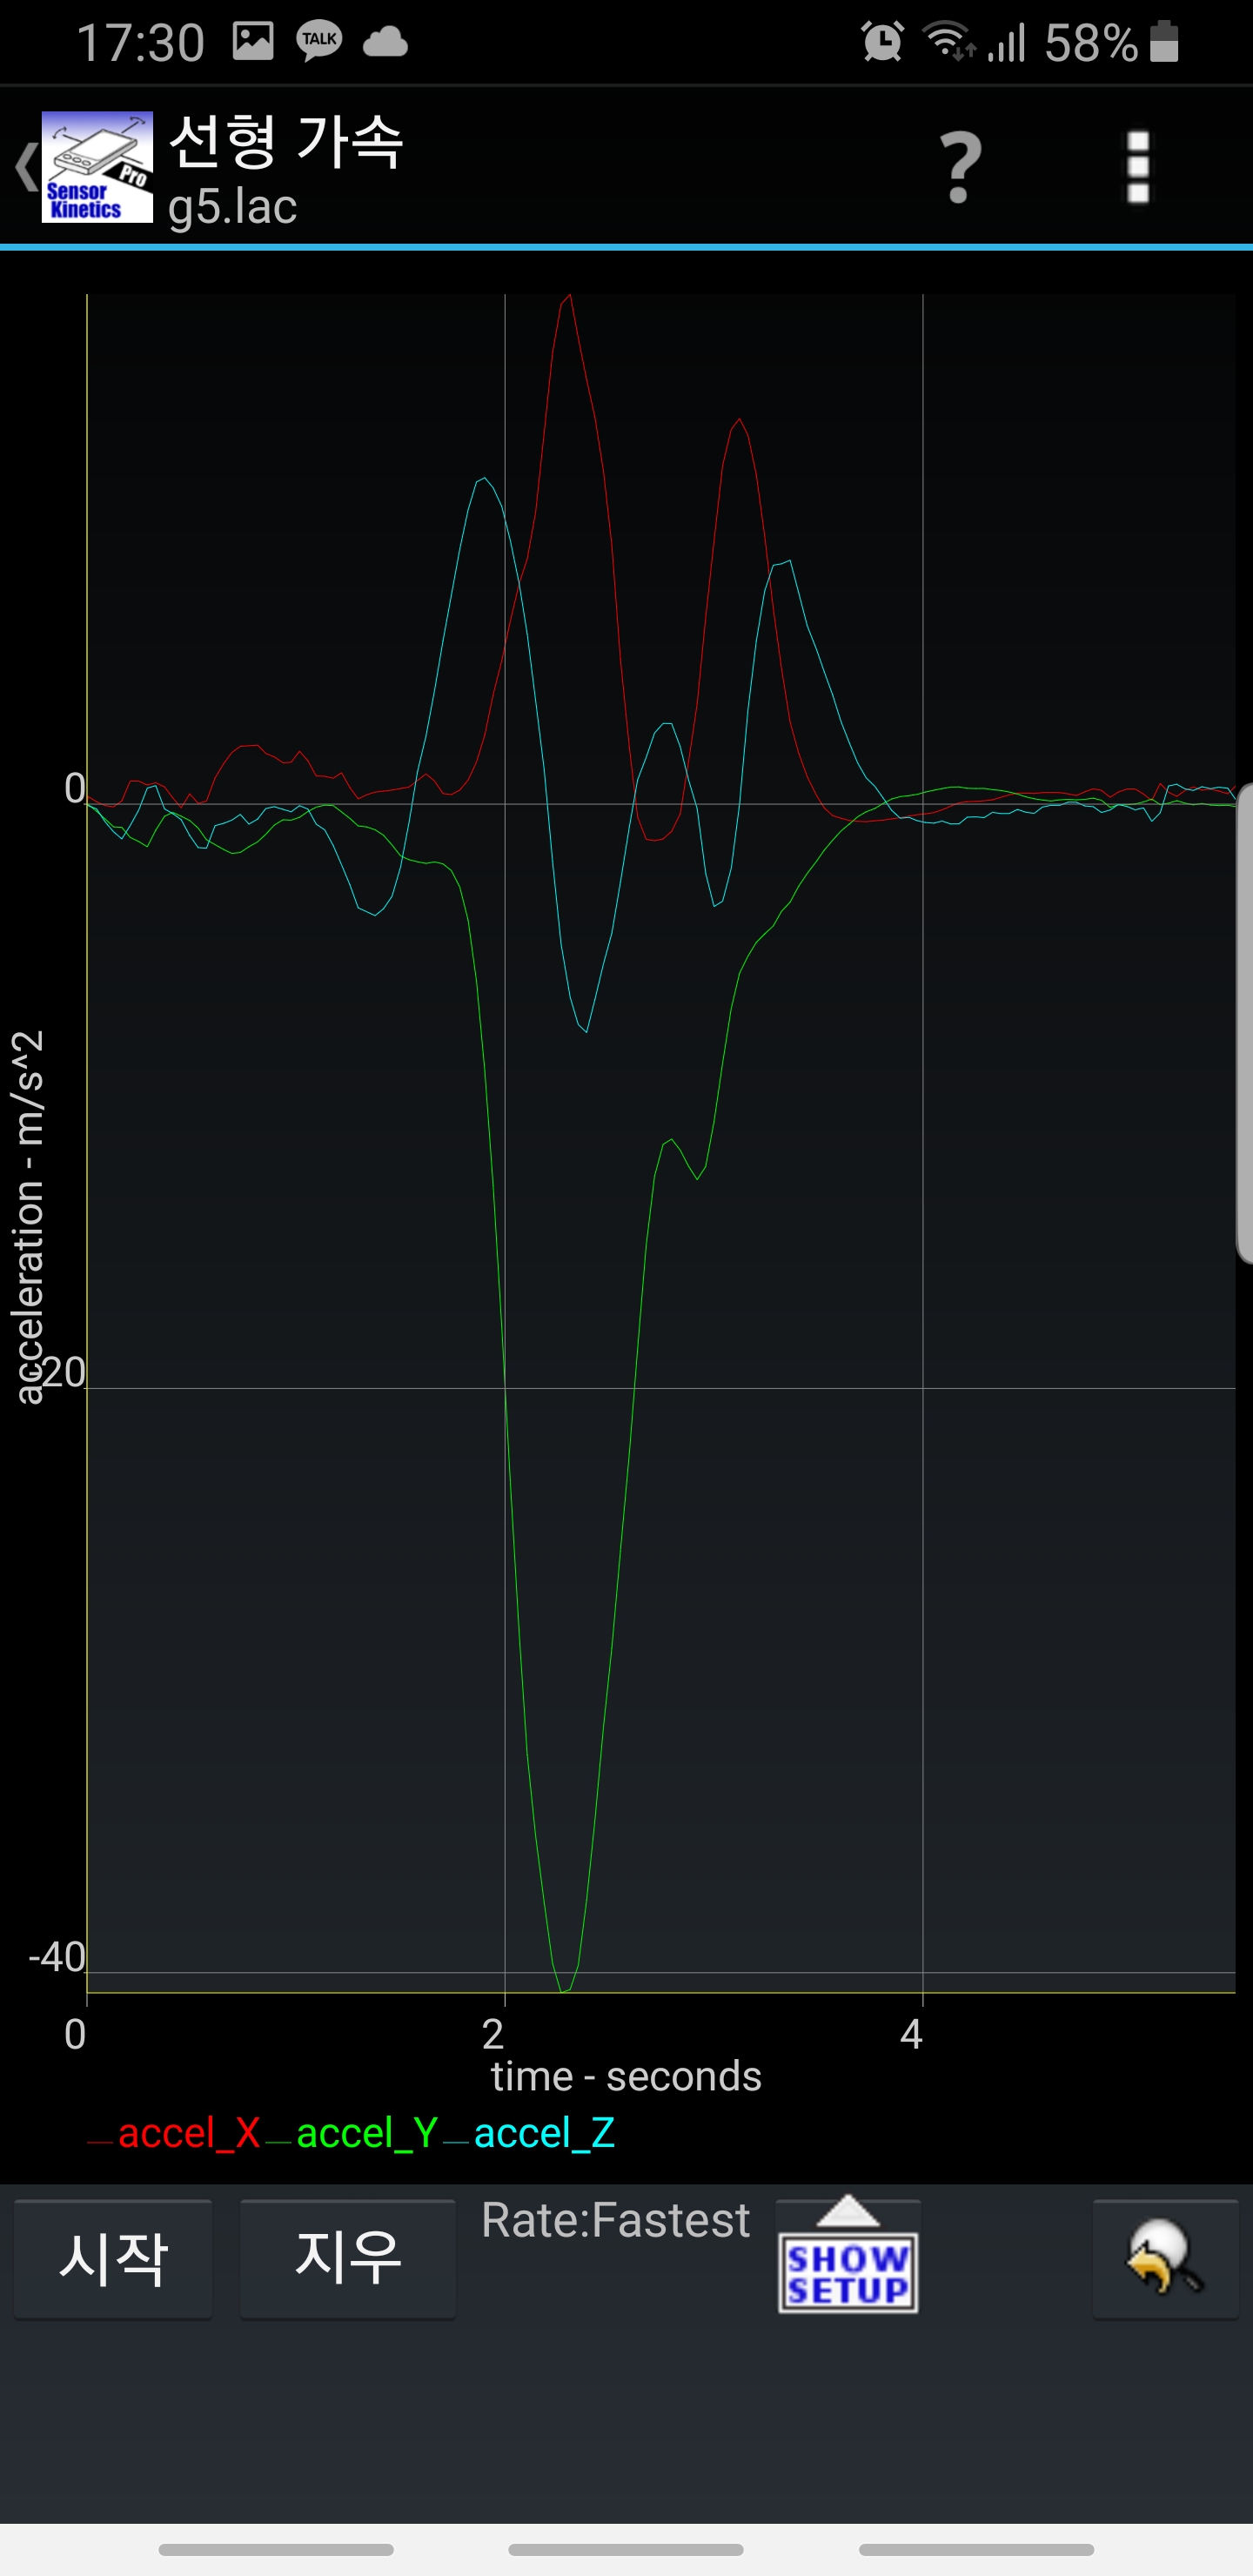 17:30 TALK 58%
선형 가속
Sensor Kinetics Pro
g5.lac
?
0
-20
-40
acceleration - m/s^2
0 2 4
time - seconds
accel_X accel_Y accel_Z
시작 지우 Rate:Fastest SHOW SETUP